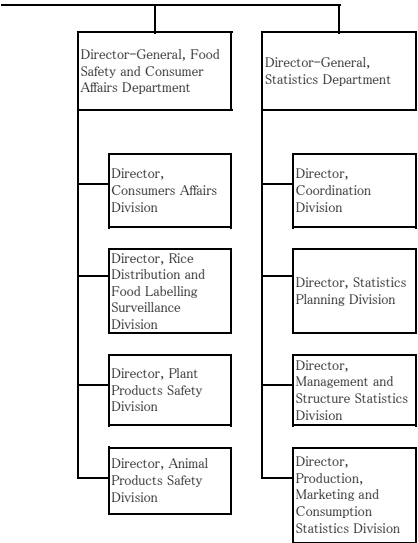 Director-General, Food
Safety and Consumer
Affairs Department
Director,
Consumers Affairs
Division
Director, Rice
Distribution and
Food Labelling
Surveillance
Division
Director, Plant
Products Safety
Division
Director, Animal
Products Safety
Division
Director-General,
Statistics Department
Director,
Coordination
Division
Director, Statistics
Planning Division
Director,
Management and
Structure Statistics
Division
Director,
Production,
Marketing and
Consumption
Statistics Division